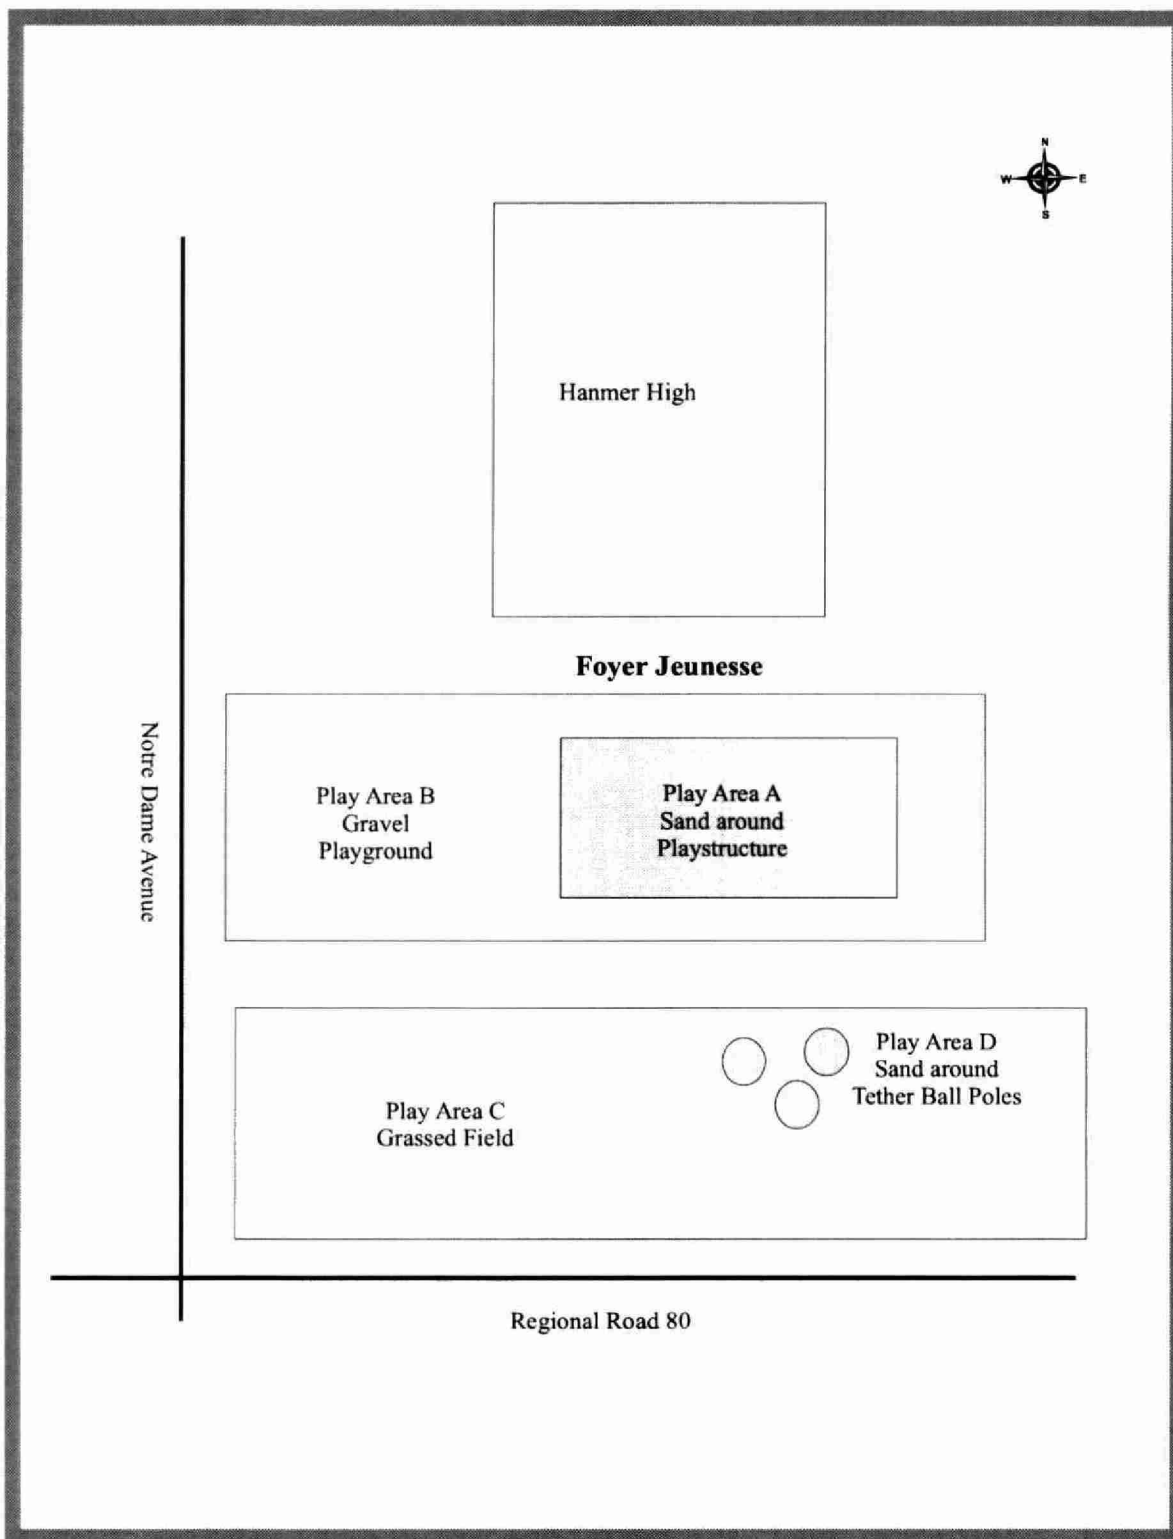 N
W E
S
Hanmer High
Foyer Jeunesse
Notre Dame Avenue
Play Area B
Gravel
Playground
Play Area A
Sand around
Playstructure
Play Area D
Sand around
Tether Ball Poles
Play Area C
Grassed Field
Regional Road 80